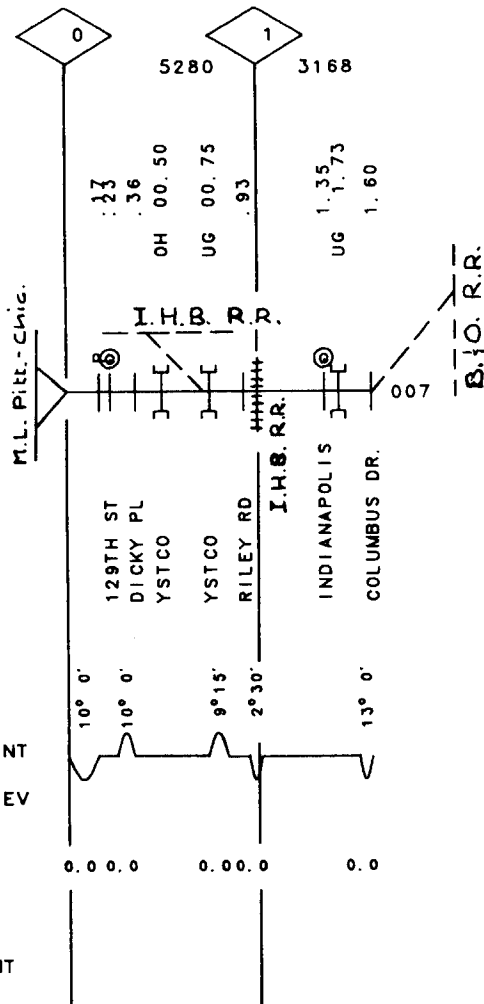 0
1
5280
3168
.17
.23
.36
OH 00.50
UG 00.75
.93
1.35
UG 1.73
1.60
M.L. Pitt.-Chic.
I.H.B. R.R.
I.H.B. R.R.
007
B.&O. R.R.
129TH ST
DICKY PL
YSTCO
YSTCO
RILEY RD
INDIANAPOLIS
COLUMBUS DR.
10° 0'
10° 0'
9°15'
2°30'
13° 0'
NT
EV
0.0 0.0
0.0 0.0
0.0
IT